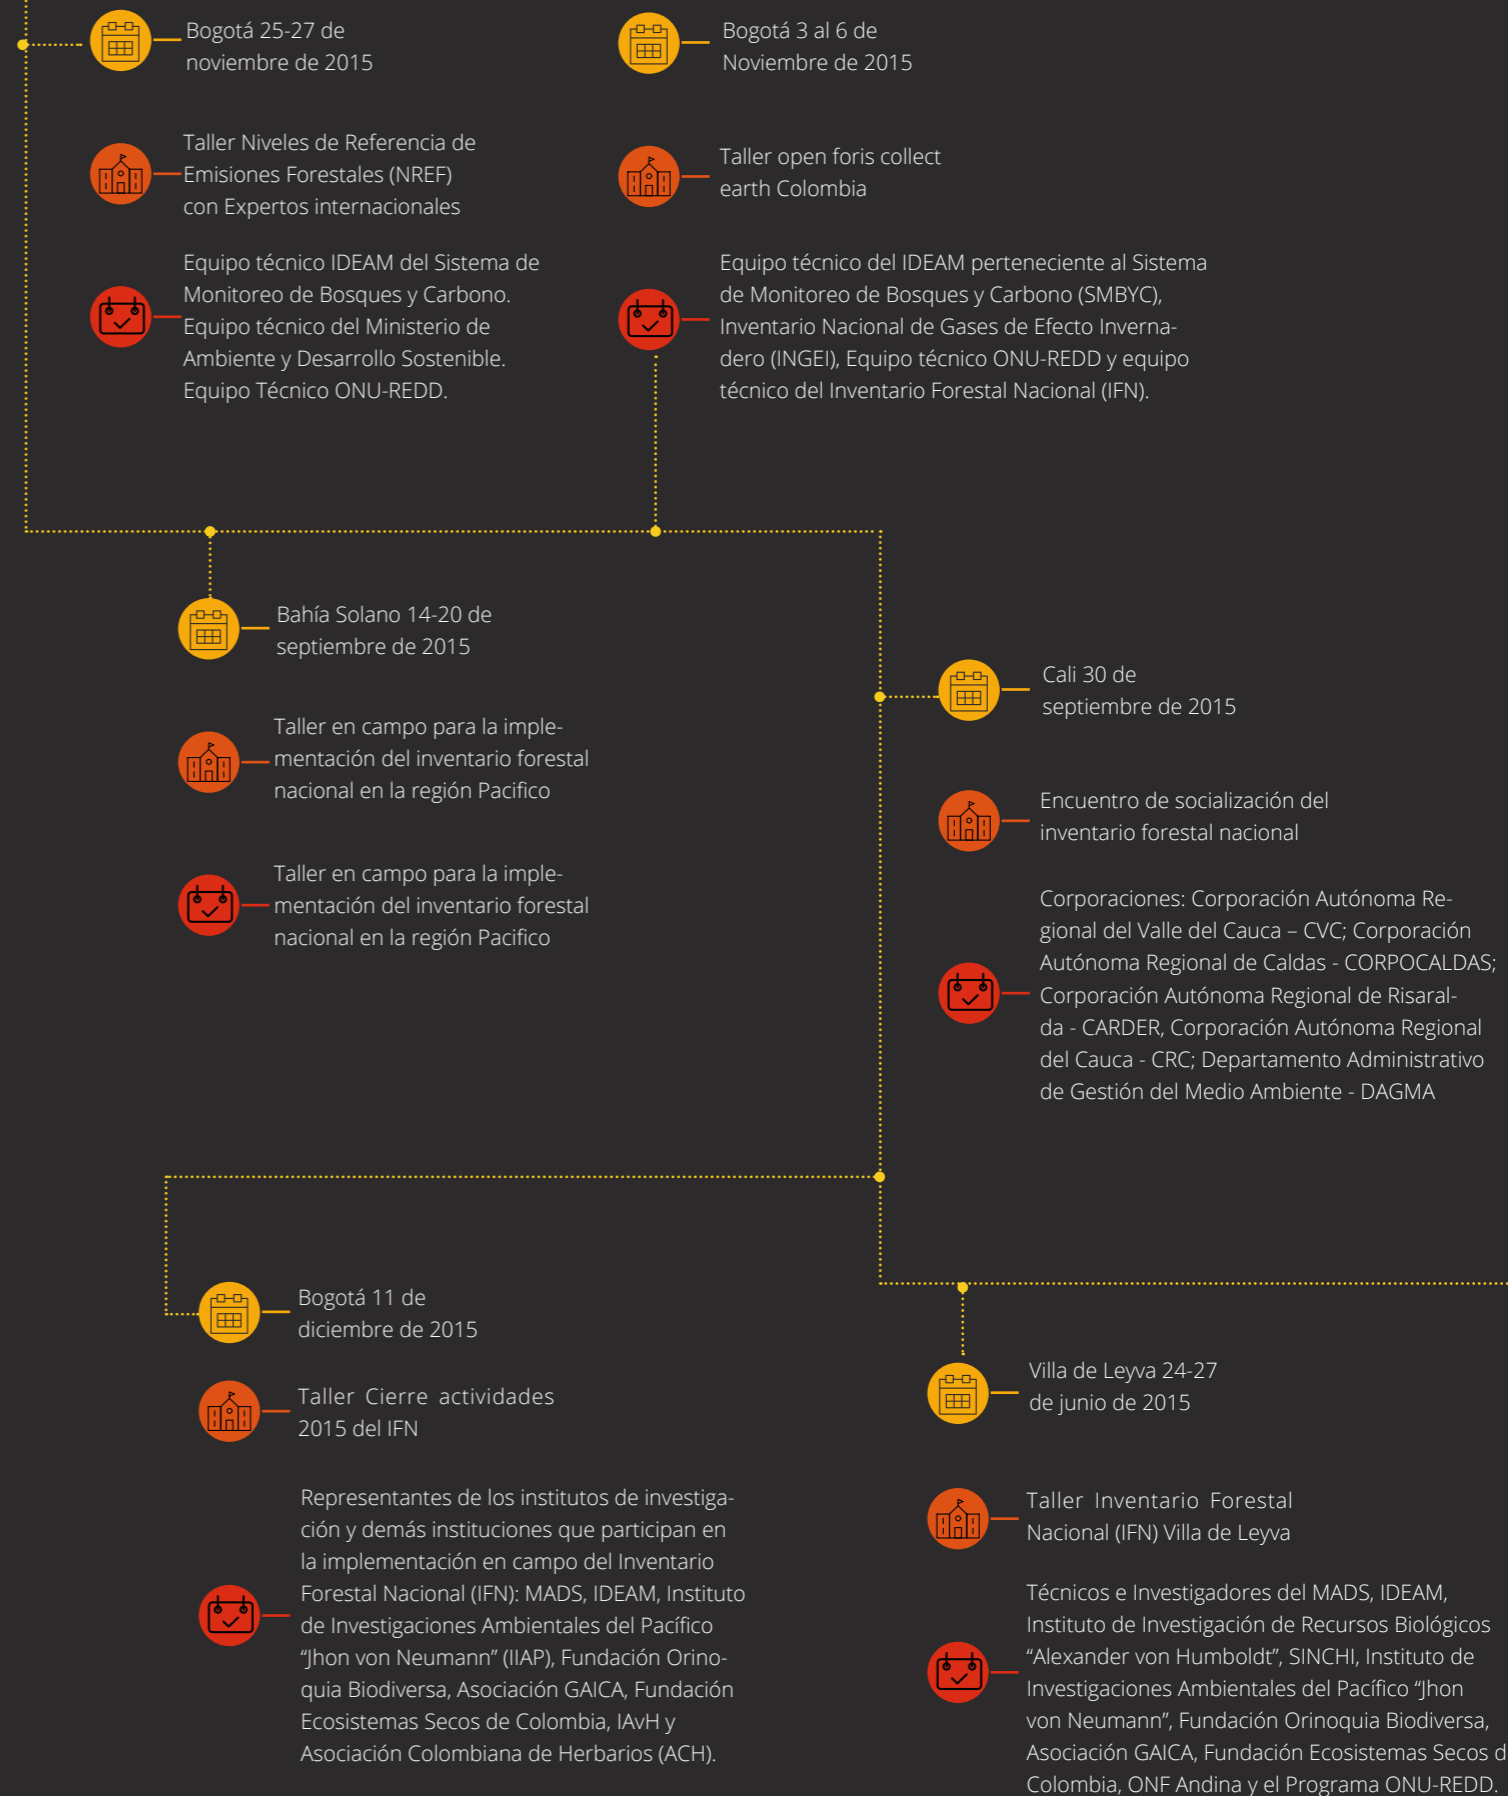 Bogotá 25-27 de
noviembre de 2015
Taller Niveles de Referencia de
Emisiones Forestales (NREF)
con Expertos internacionales
Equipo técnico IDEAM del Sistema de
Monitoreo de Bosques y Carbono.
Equipo técnico del Ministerio de
Ambiente y Desarrollo Sostenible.
Equipo Técnico ONU-REDD.
Bogotá 3 al 6 de
Noviembre de 2015
Taller open foris collect
earth Colombia
Equipo técnico del IDEAM perteneciente al Sistema
de Monitoreo de Bosques y Carbono (SMBYC),
Inventario Nacional de Gases de Efecto Inverna-
dero (INGEI), Equipo técnico ONU-REDD y equipo
técnico del Inventario Forestal Nacional (IFN).
Bahía Solano 14-20 de
septiembre de 2015
Taller en campo para la imple-
mentación del inventario forestal
nacional en la región Pacifico
Taller en campo para la imple-
mentación del inventario forestal
nacional en la región Pacifico
Cali 30 de
septiembre de 2015
Encuentro de socialización del
inventario forestal nacional
Corporaciones: Corporación Autónoma Re-
gional del Valle del Cauca – CVC; Corporación
Autónoma Regional de Caldas - CORPOCALDAS;
Corporación Autónoma Regional de Risaral-
da - CARDER, Corporación Autónoma Regional
del Cauca - CRC; Departamento Administrativo
de Gestión del Medio Ambiente - DAGMA
Bogotá 11 de
diciembre de 2015
Taller Cierre actividades
2015 del IFN
Representantes de los institutos de investiga-
ción y demás instituciones que participan en
la implementación en campo del Inventario
Forestal Nacional (IFN): MADS, IDEAM, Instituto
de Investigaciones Ambientales del Pacífico
“Jhon von Neumann” (IIAP), Fundación Orino-
quia Biodiversa, Asociación GAICA, Fundación
Ecosistemas Secos de Colombia, IAvH y
Asociación Colombiana de Herbarios (ACH).
Villa de Leyva 24-27
de junio de 2015
Taller Inventario Forestal
Nacional (IFN) Villa de Leyva
Técnicos e Investigadores del MADS, IDEAM,
Instituto de Investigación de Recursos Biológicos
“Alexander von Humboldt”, SINCHI, Instituto de
Investigaciones Ambientales del Pacífico “Jhon
von Neumann”, Fundación Orinoquia Biodiversa,
Asociación GAICA, Fundación Ecosistemas Secos d
Colombia, ONF Andina y el Programa ONU-REDD.